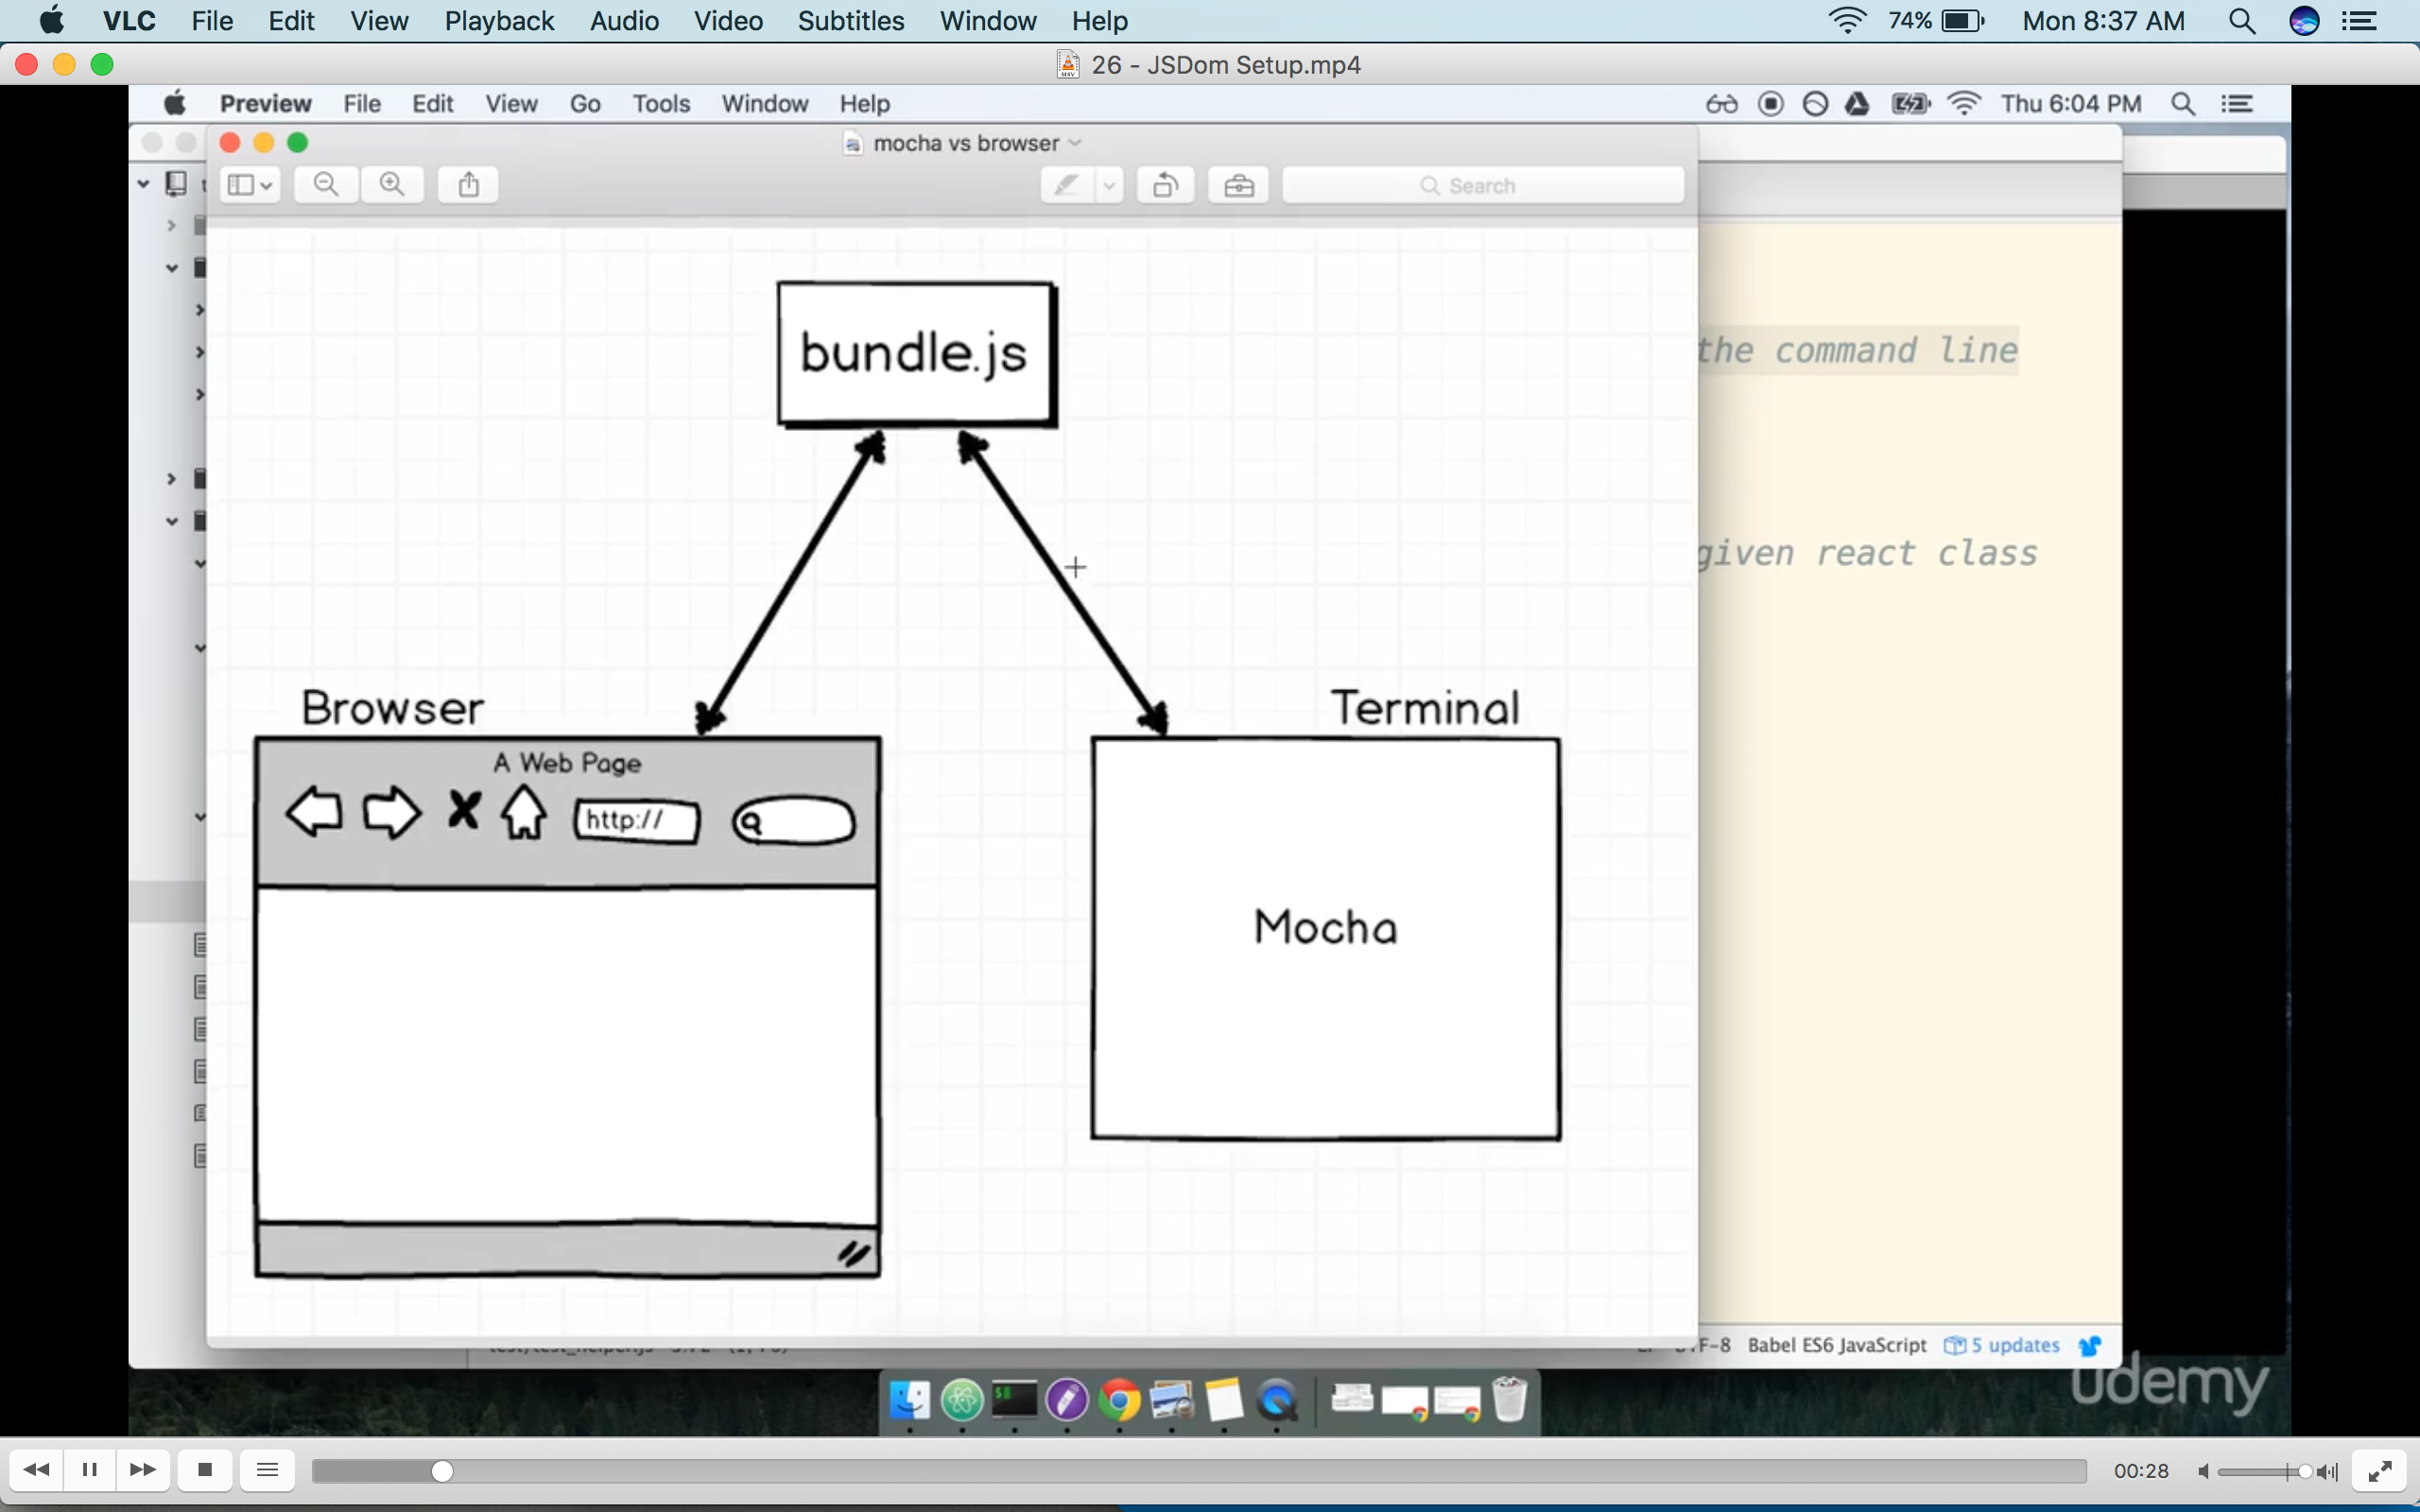 VLC File Edit View Playback Audio Video Subtitles Window Help 74% Mon 8:37 AM
26 - JSDom Setup.mp4
Preview File Edit View Go Tools Window Help Thu 6:04 PM
mocha vs browser
Search
bundle.js
the command line
given react class
Browser
Terminal
A Web Page
http://
Mocha
F-8 Babel ES6 JavaScript 5 updates
udemy
00:28